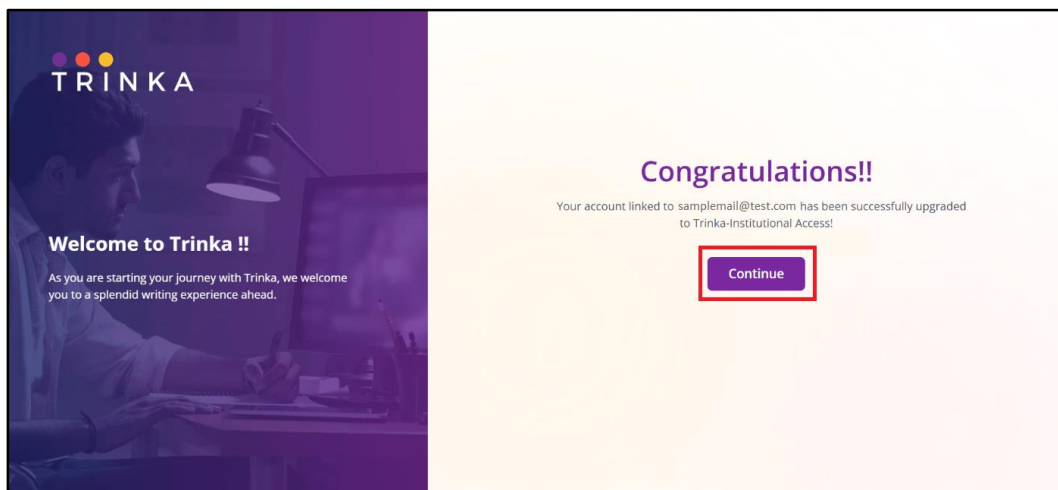 TRINKA
Welcome to Trinka !!
As you are starting your journey with Trinka, we welcome
you to a splendid writing experience ahead.
Congratulations!!
Your account linked to samplemail@test.com has been successfully upgraded
to Trinka-Institutional Access!
Continue